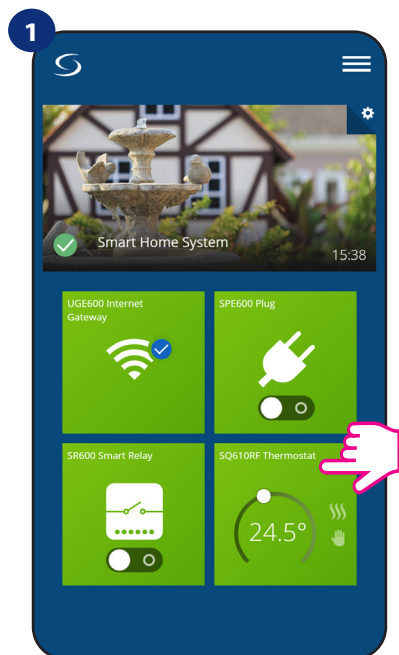 1
Smart Home System
15:38
UGE600 Internet
Gateway
SPE600 Plug
SR600 Smart Relay
SQ610RF Thermostat
24.5°